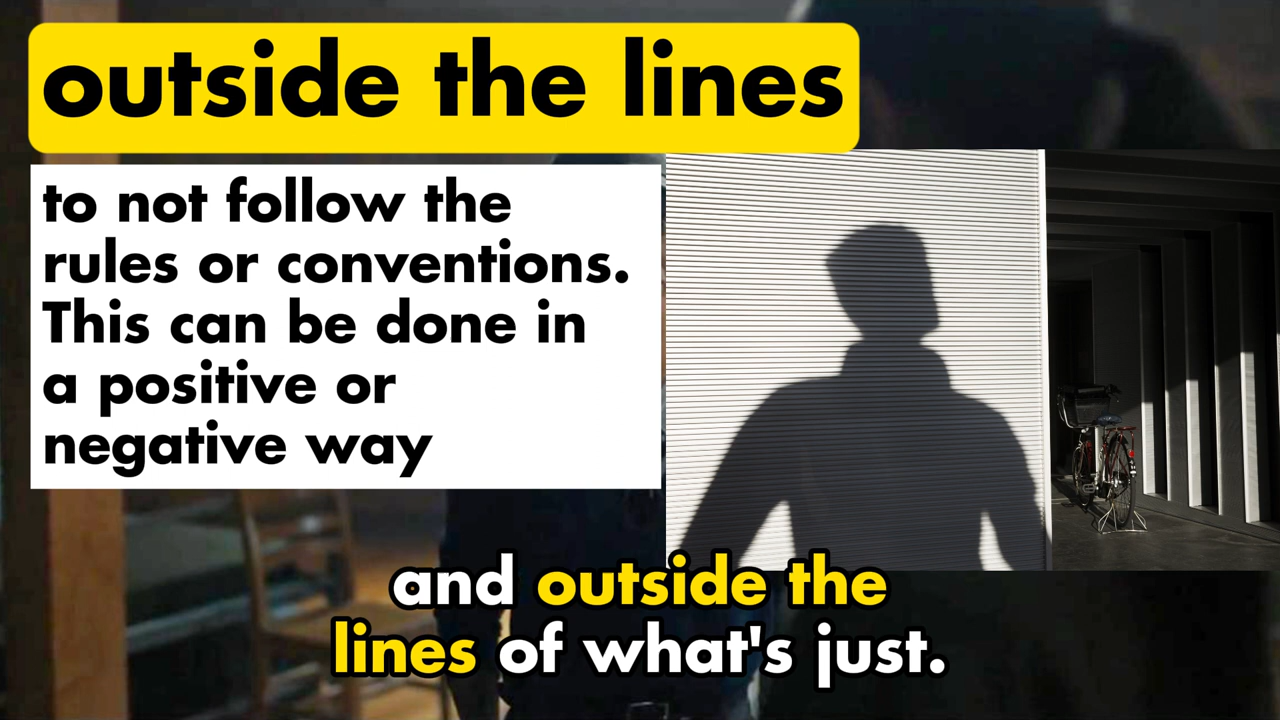 outside the lines
to not follow the
rules or conventions.
This can be done in
a positive or
negative way
and outside the
lines of what's just.